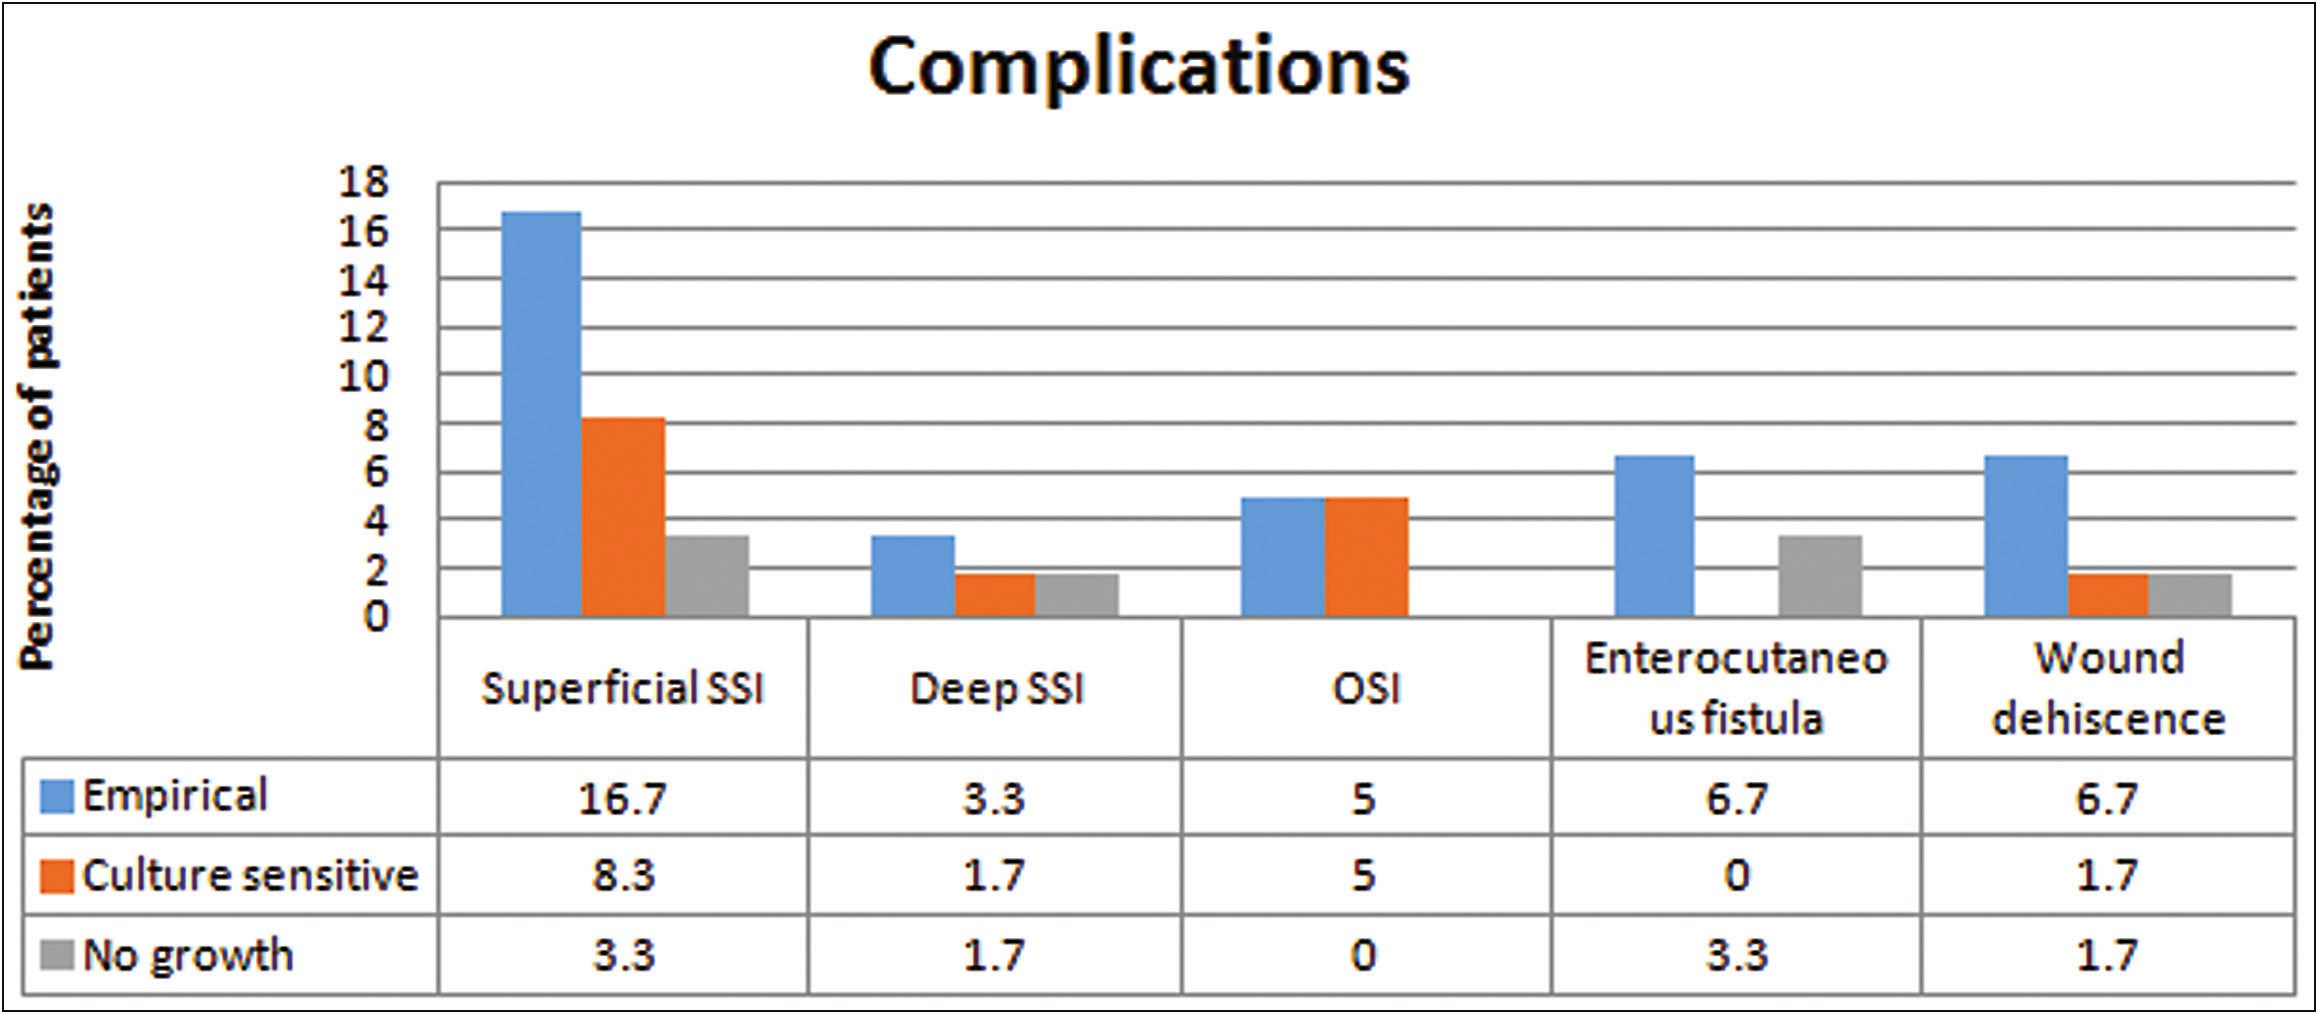 Complications
Percentage of patients
18
16
14
12
10
8
6
4
2
0
Superficial SSI
Deep SSI
OSI
Enterocutaneo
us fistula
Wound
dehiscence
Empirical 16.7 3.3 5 6.7 6.7
Culture sensitive 8.3 1.7 5 0 1.7
No growth 3.3 1.7 0 3.3 1.7